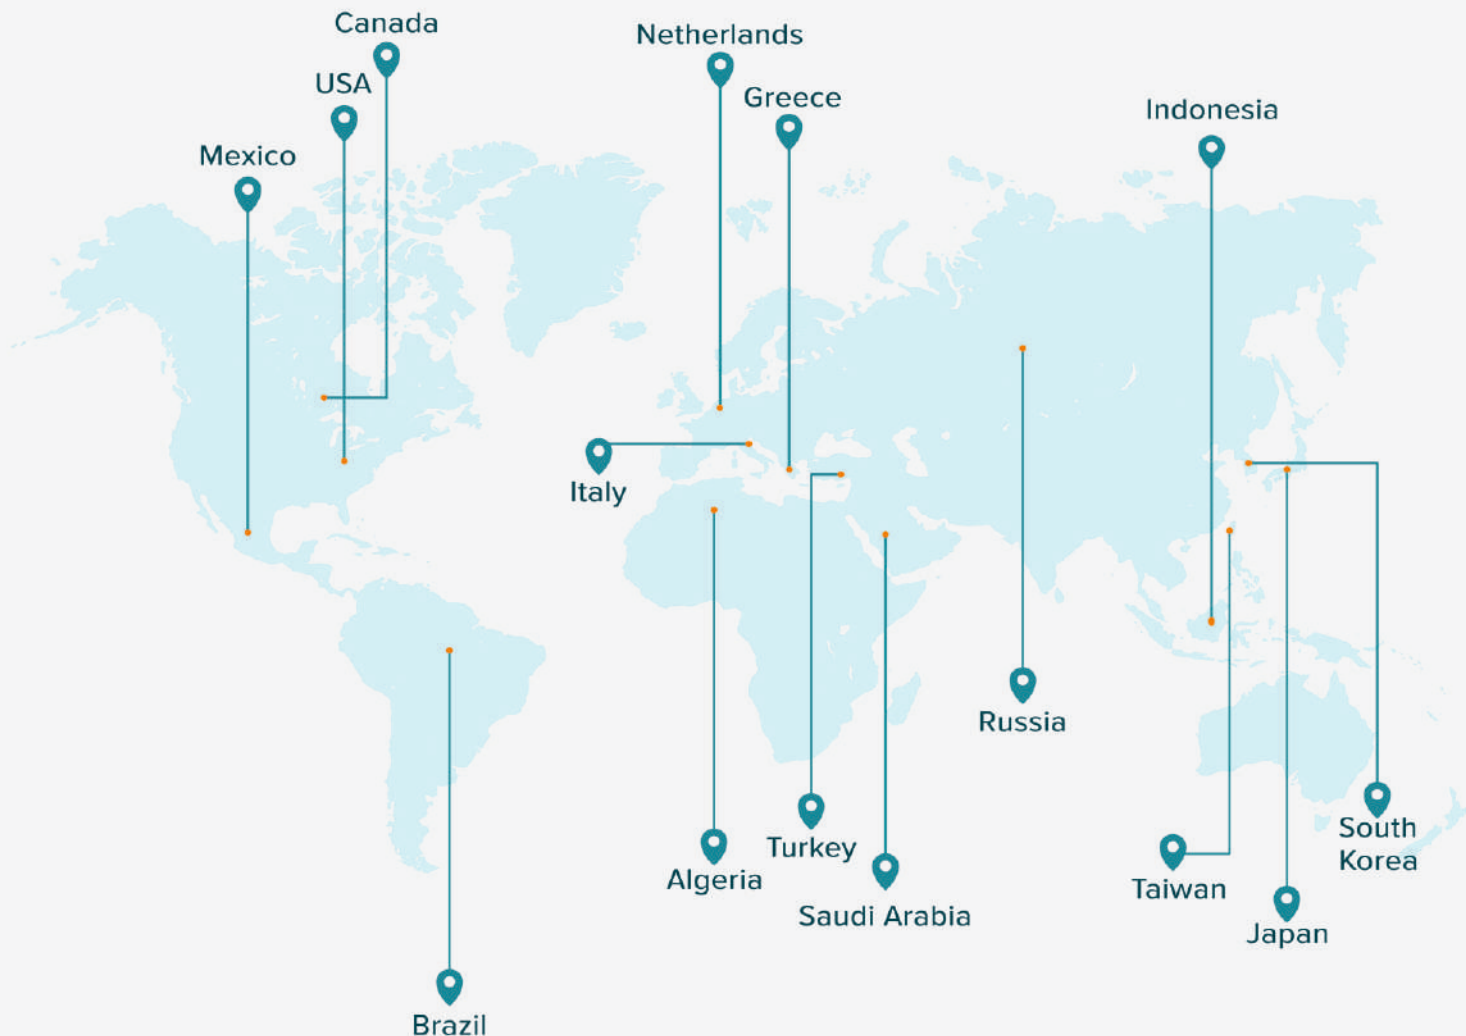 Canada
Netherlands
USA
Greece
Indonesia
Mexico
Italy
Russia
South
Korea
Turkey
Algeria
Taiwan
Saudi Arabia
Japan
Brazil